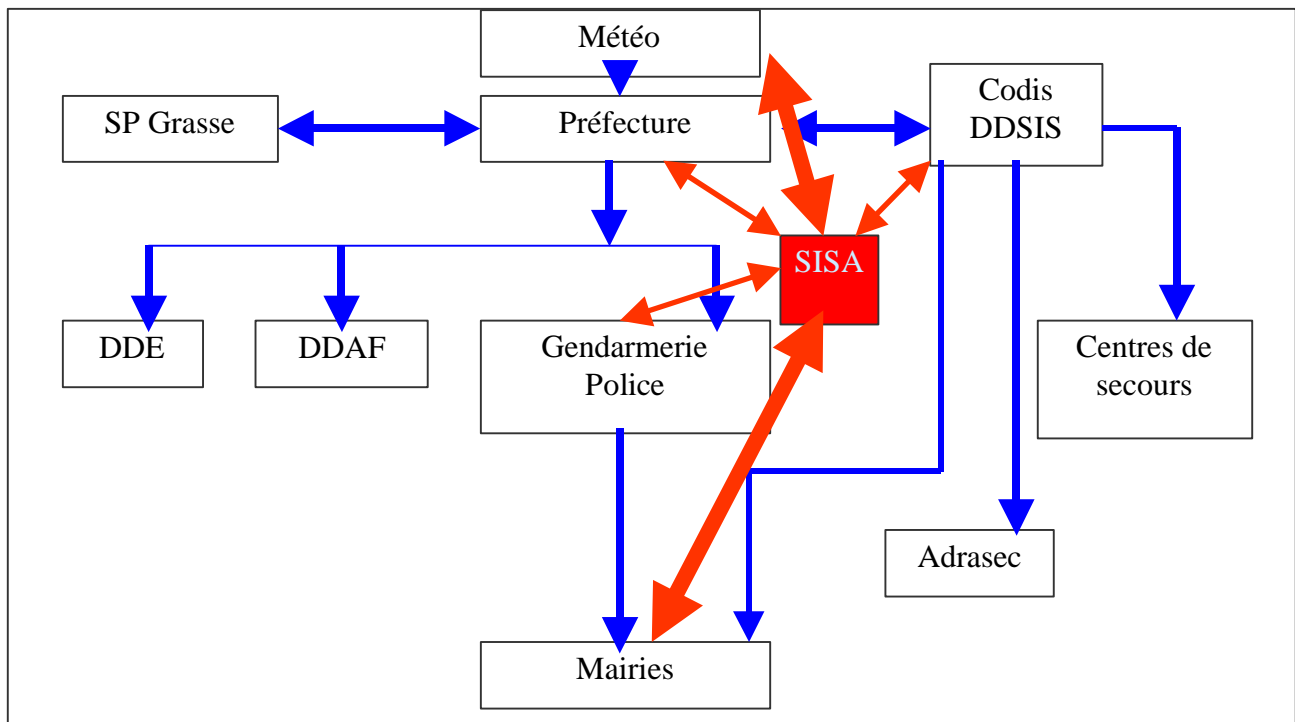 Météo
SP Grasse
Préfecture
Codis
DDSIS
SISA
DDE
DDAF
Gendarmerie
Police
Centres de
secours
Adrasec
Mairies